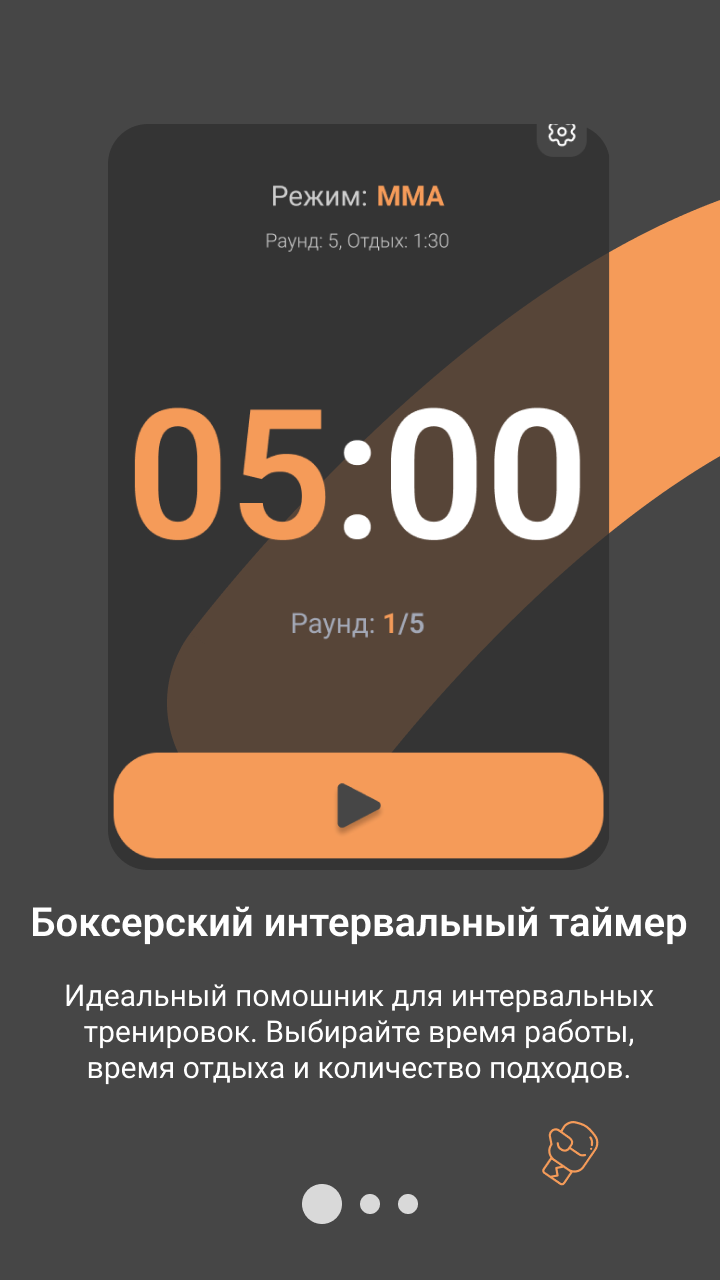 Режим: MMA
Раунд: 5, Отдых: 1:30
05:00
Раунд: 1/5
Боксерский интервальный таймер
Идеальный помошник для интервальных
тренировок. Выбирайте время работы,
время отдыха и количество подходов.